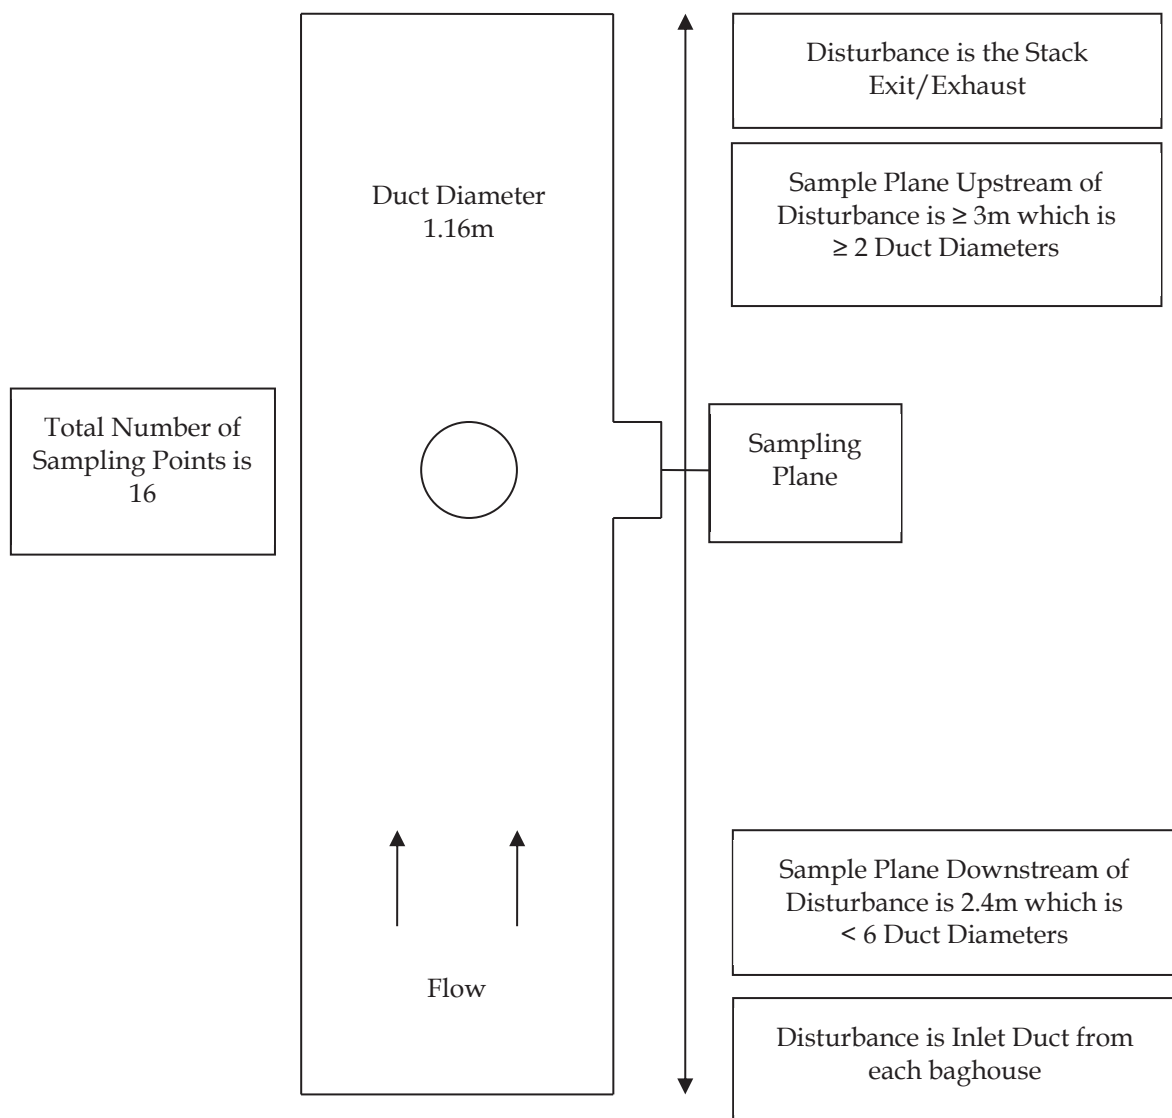 Disturbance is the Stack
Exit/Exhaust
Sample Plane Upstream of
Disturbance is ≥ 3m which is
≥ 2 Duct Diameters
Duct Diameter
1.16m
Total Number of
Sampling Points is
16
Sampling
Plane
Sample Plane Downstream of
Disturbance is 2.4m which is
< 6 Duct Diameters
Flow
Disturbance is Inlet Duct from
each baghouse